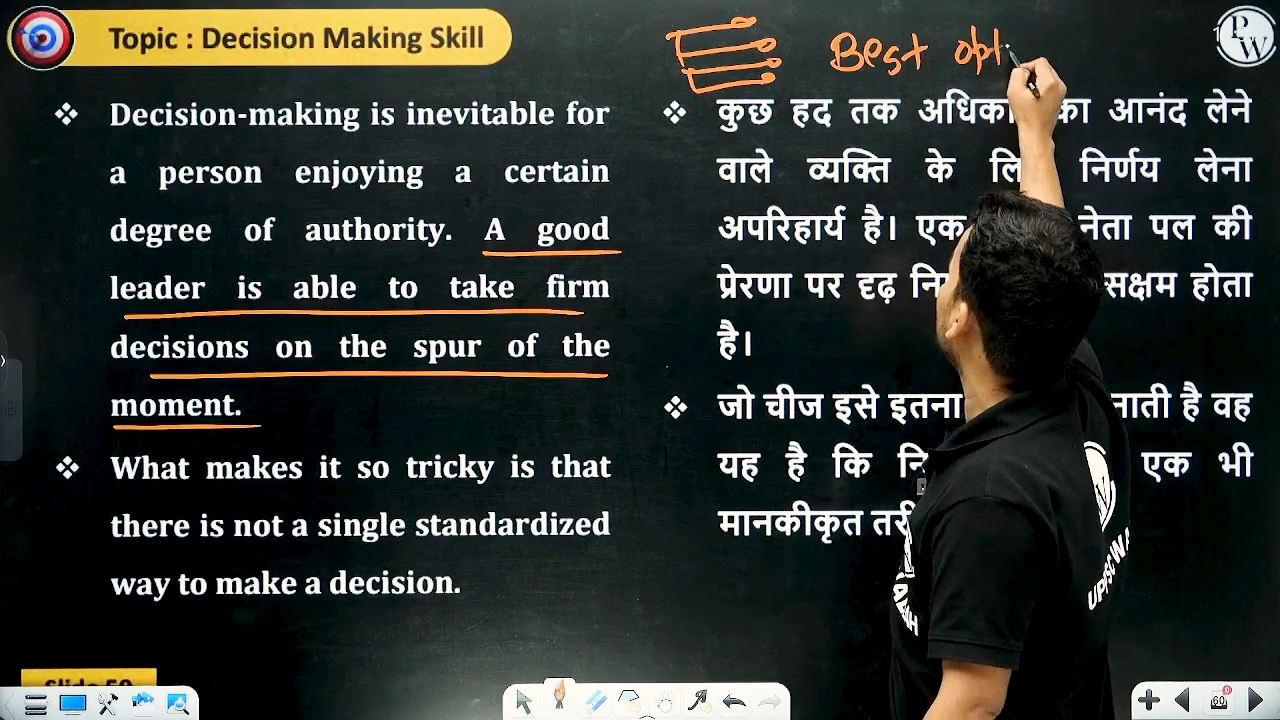 Topic : Decision Making Skill
Best opt
PW
❖ Decision-making is inevitable for
a person enjoying a certain
degree of authority. A good
leader is able to take firm
decisions on the spur of the
moment.
❖ What makes it so tricky is that
there is not a single standardized
way to make a decision.
❖ कुछ हद तक का आनंद लेने
वाले व्यक्ति के निर्णय लेना
अपरिहार्य है। एक नेता पल की
प्रेरणा पर दृढ़ सक्षम होता
है।
❖ जो चीज इसे इतना है वह
यह है कि एक भी
मानकीकृत
60